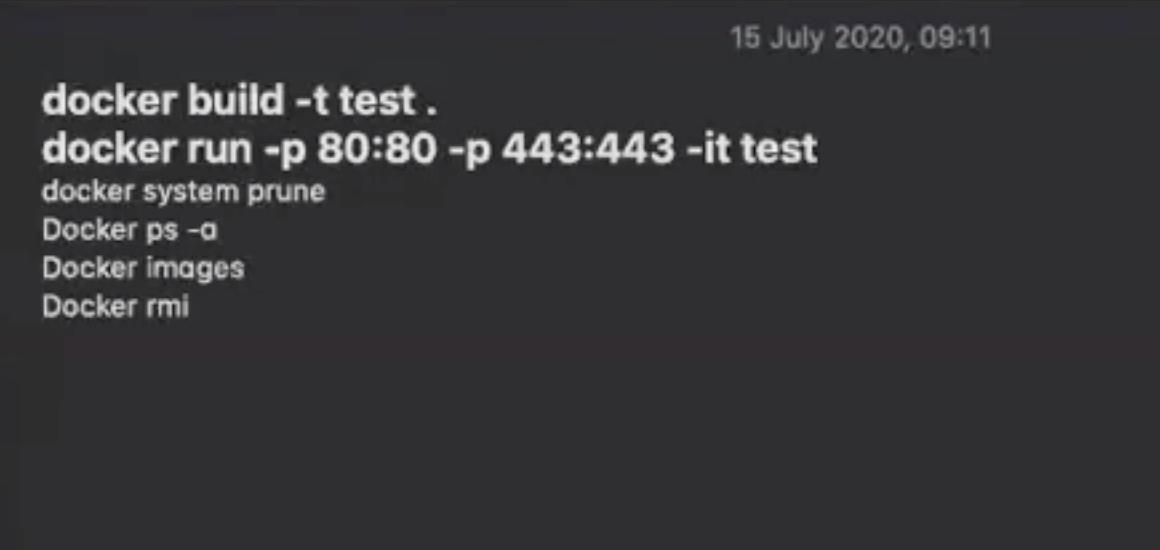 15 July 2020, 09:11
docker build -t test .
docker run -p 80:80 -p 443:443 -it test
docker system prune
Docker ps -a
Docker images
Docker rmi